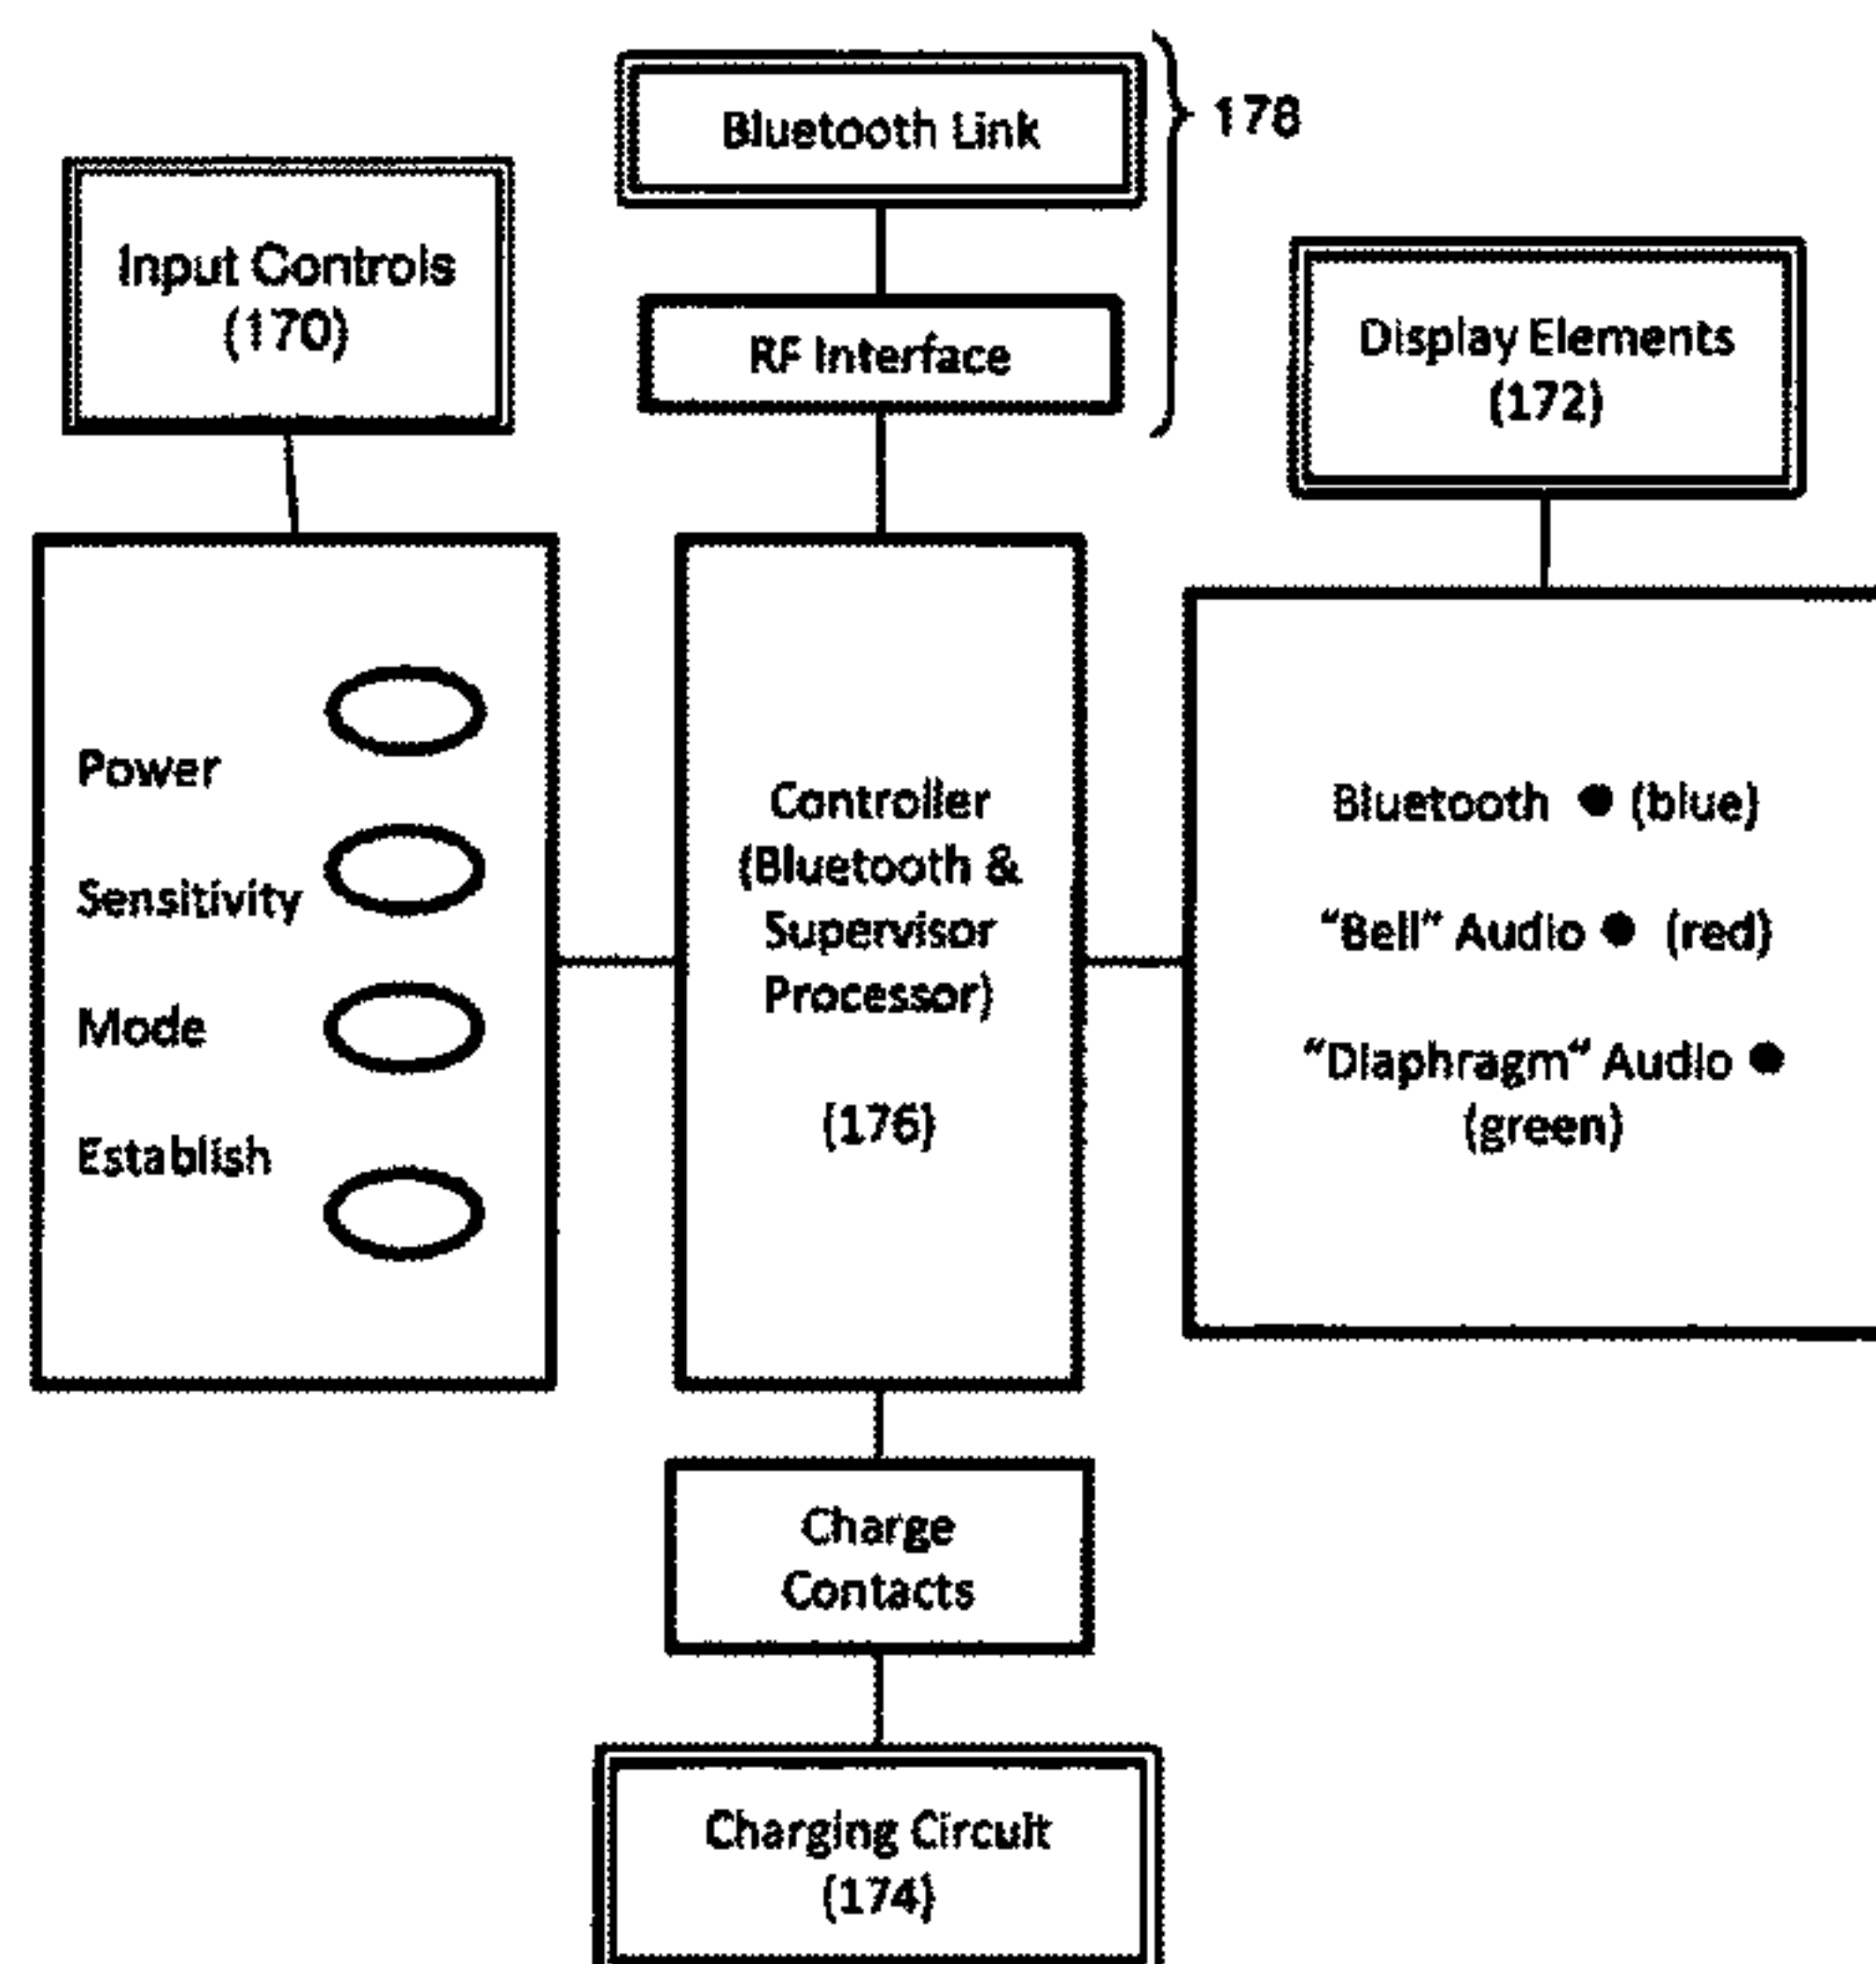 Bluetooth Link
178
Input Controls
(170)
RF Interface
Display Elements
(172)
Power
Sensitivity
Mode
Establish
Controller
(Bluetooth &
Supervisor
Processor)
(176)
Bluetooth ● (blue)
“Bell” Audio ● (red)
“Diaphragm“ Audio ●
(green)
Charge
Contacts
Charging Circuit
(174)